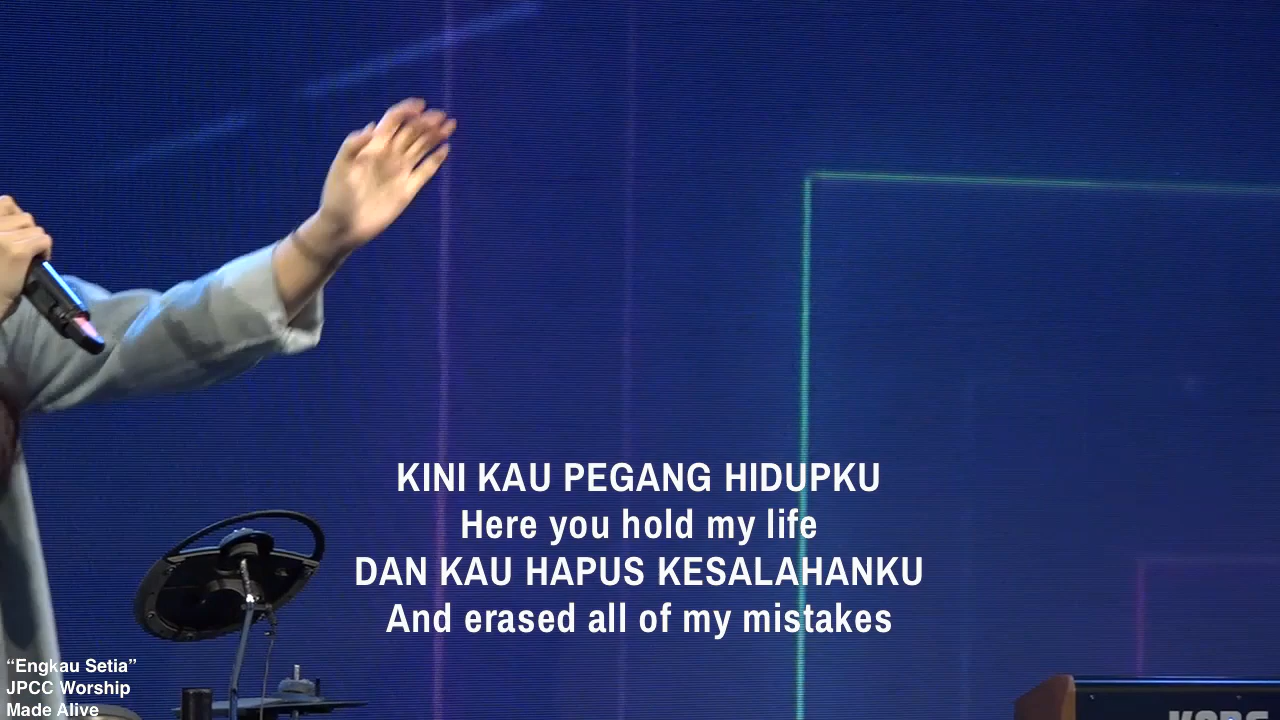 KINI KAU PEGANG HIDUPKU
Here you hold my life
DAN KAU HAPUS KESALAHANKU
And erased all of my mistakes
“Engkau Setia”
JPCC Worship
Made Alive
KORG